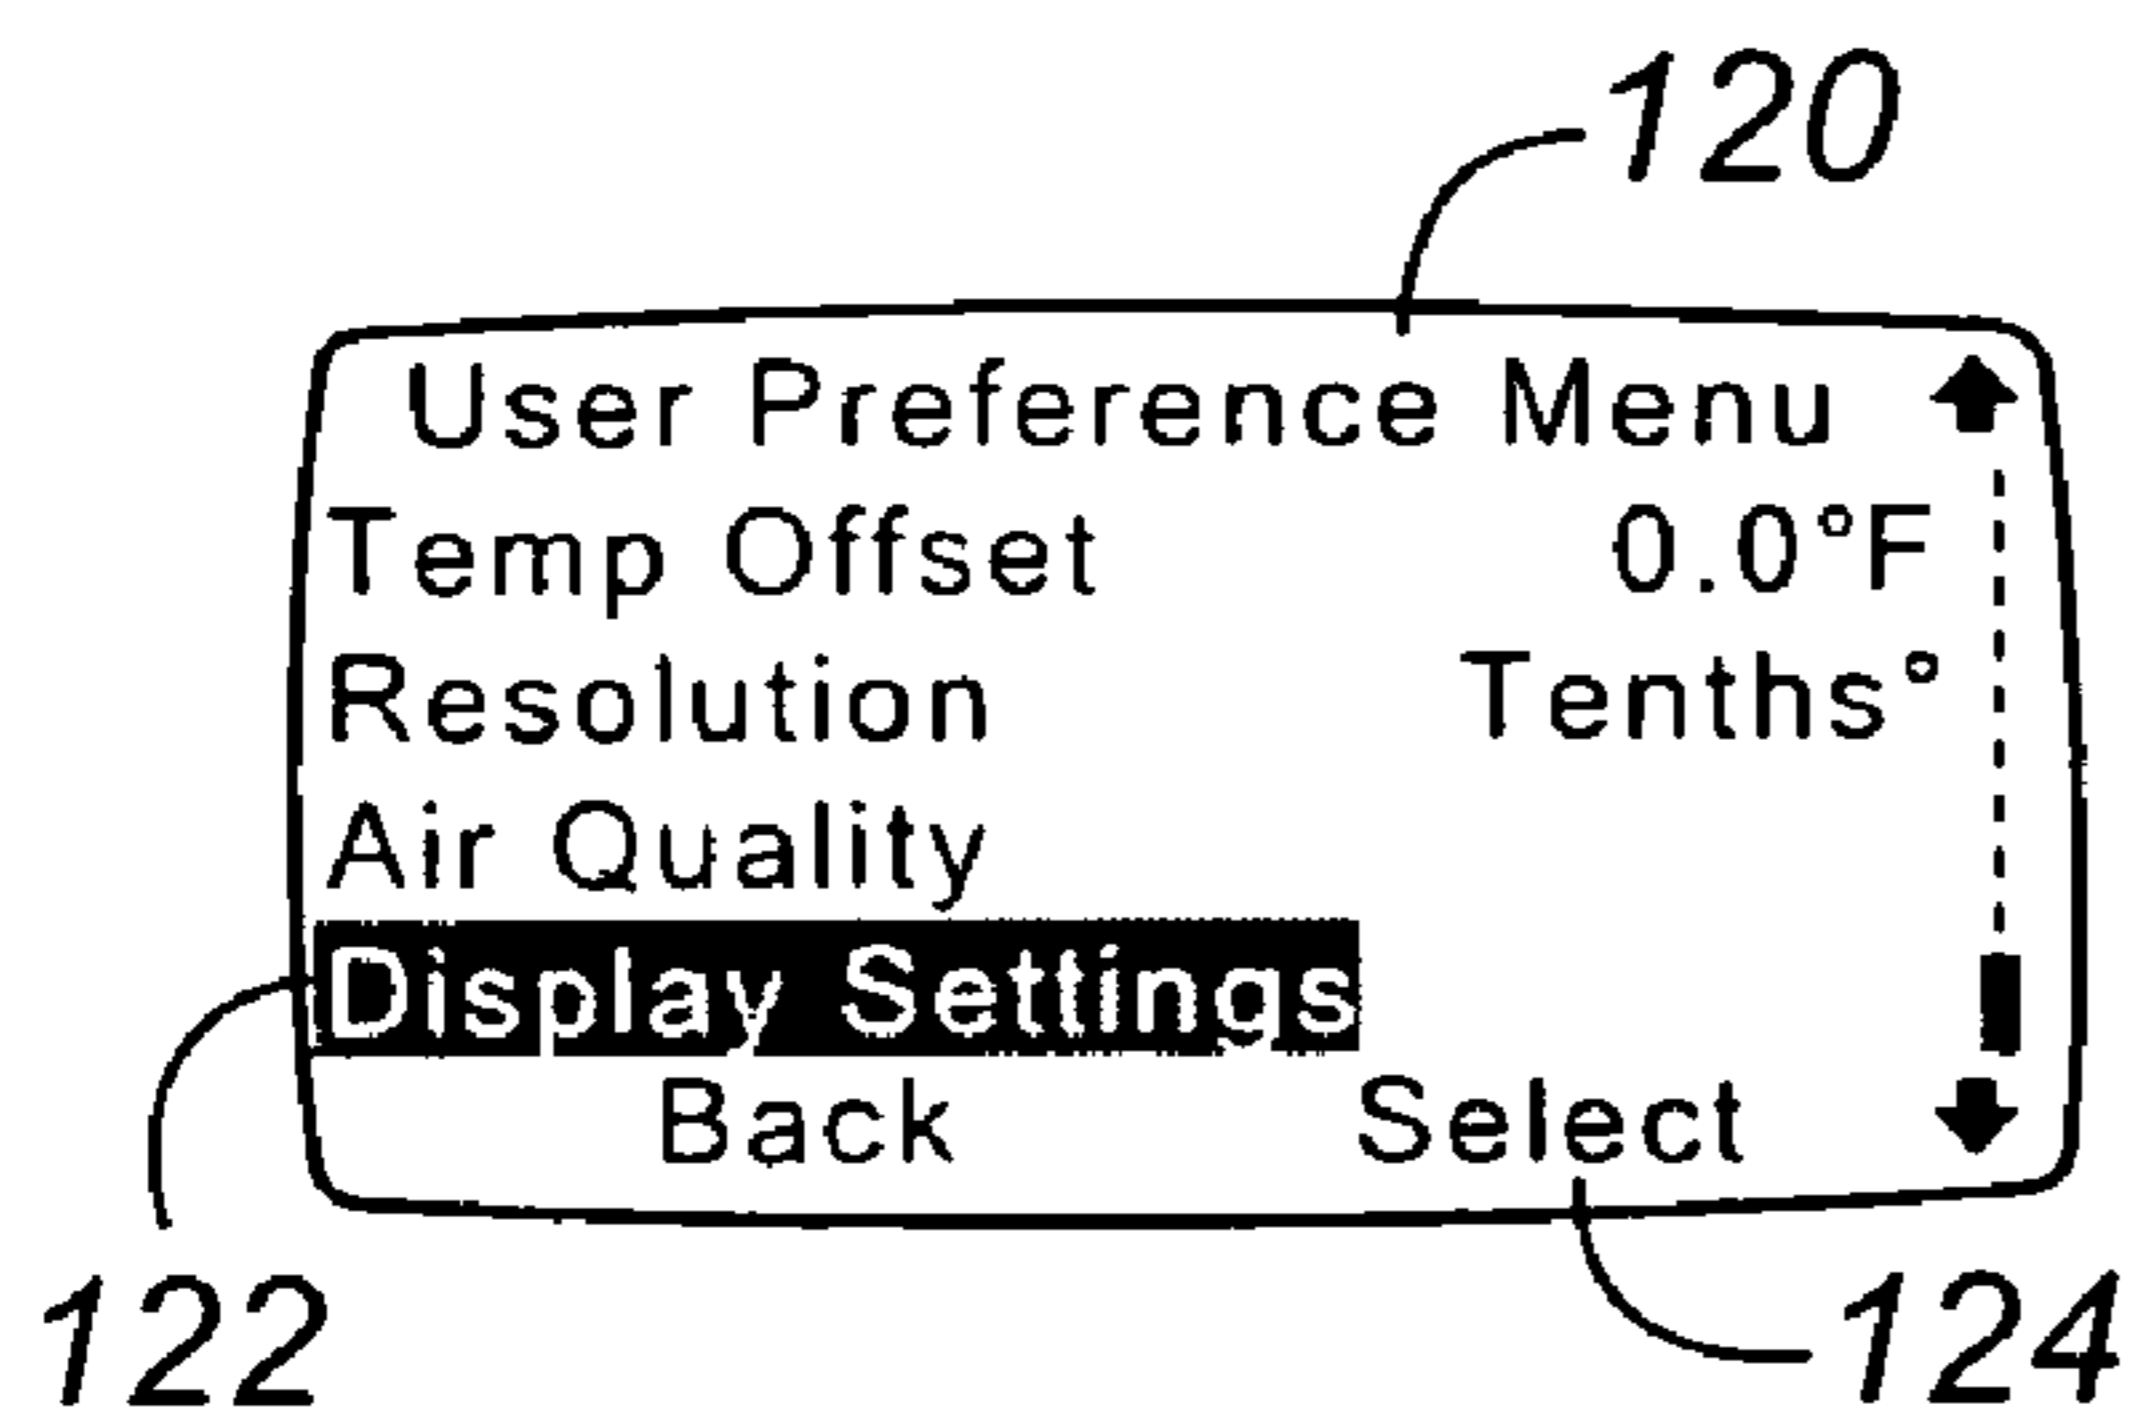 120
User Preference Menu
Temp Offset 0.0°F
Resolution Tenths°
Air Quality
Display Settings
Back Select
122 124